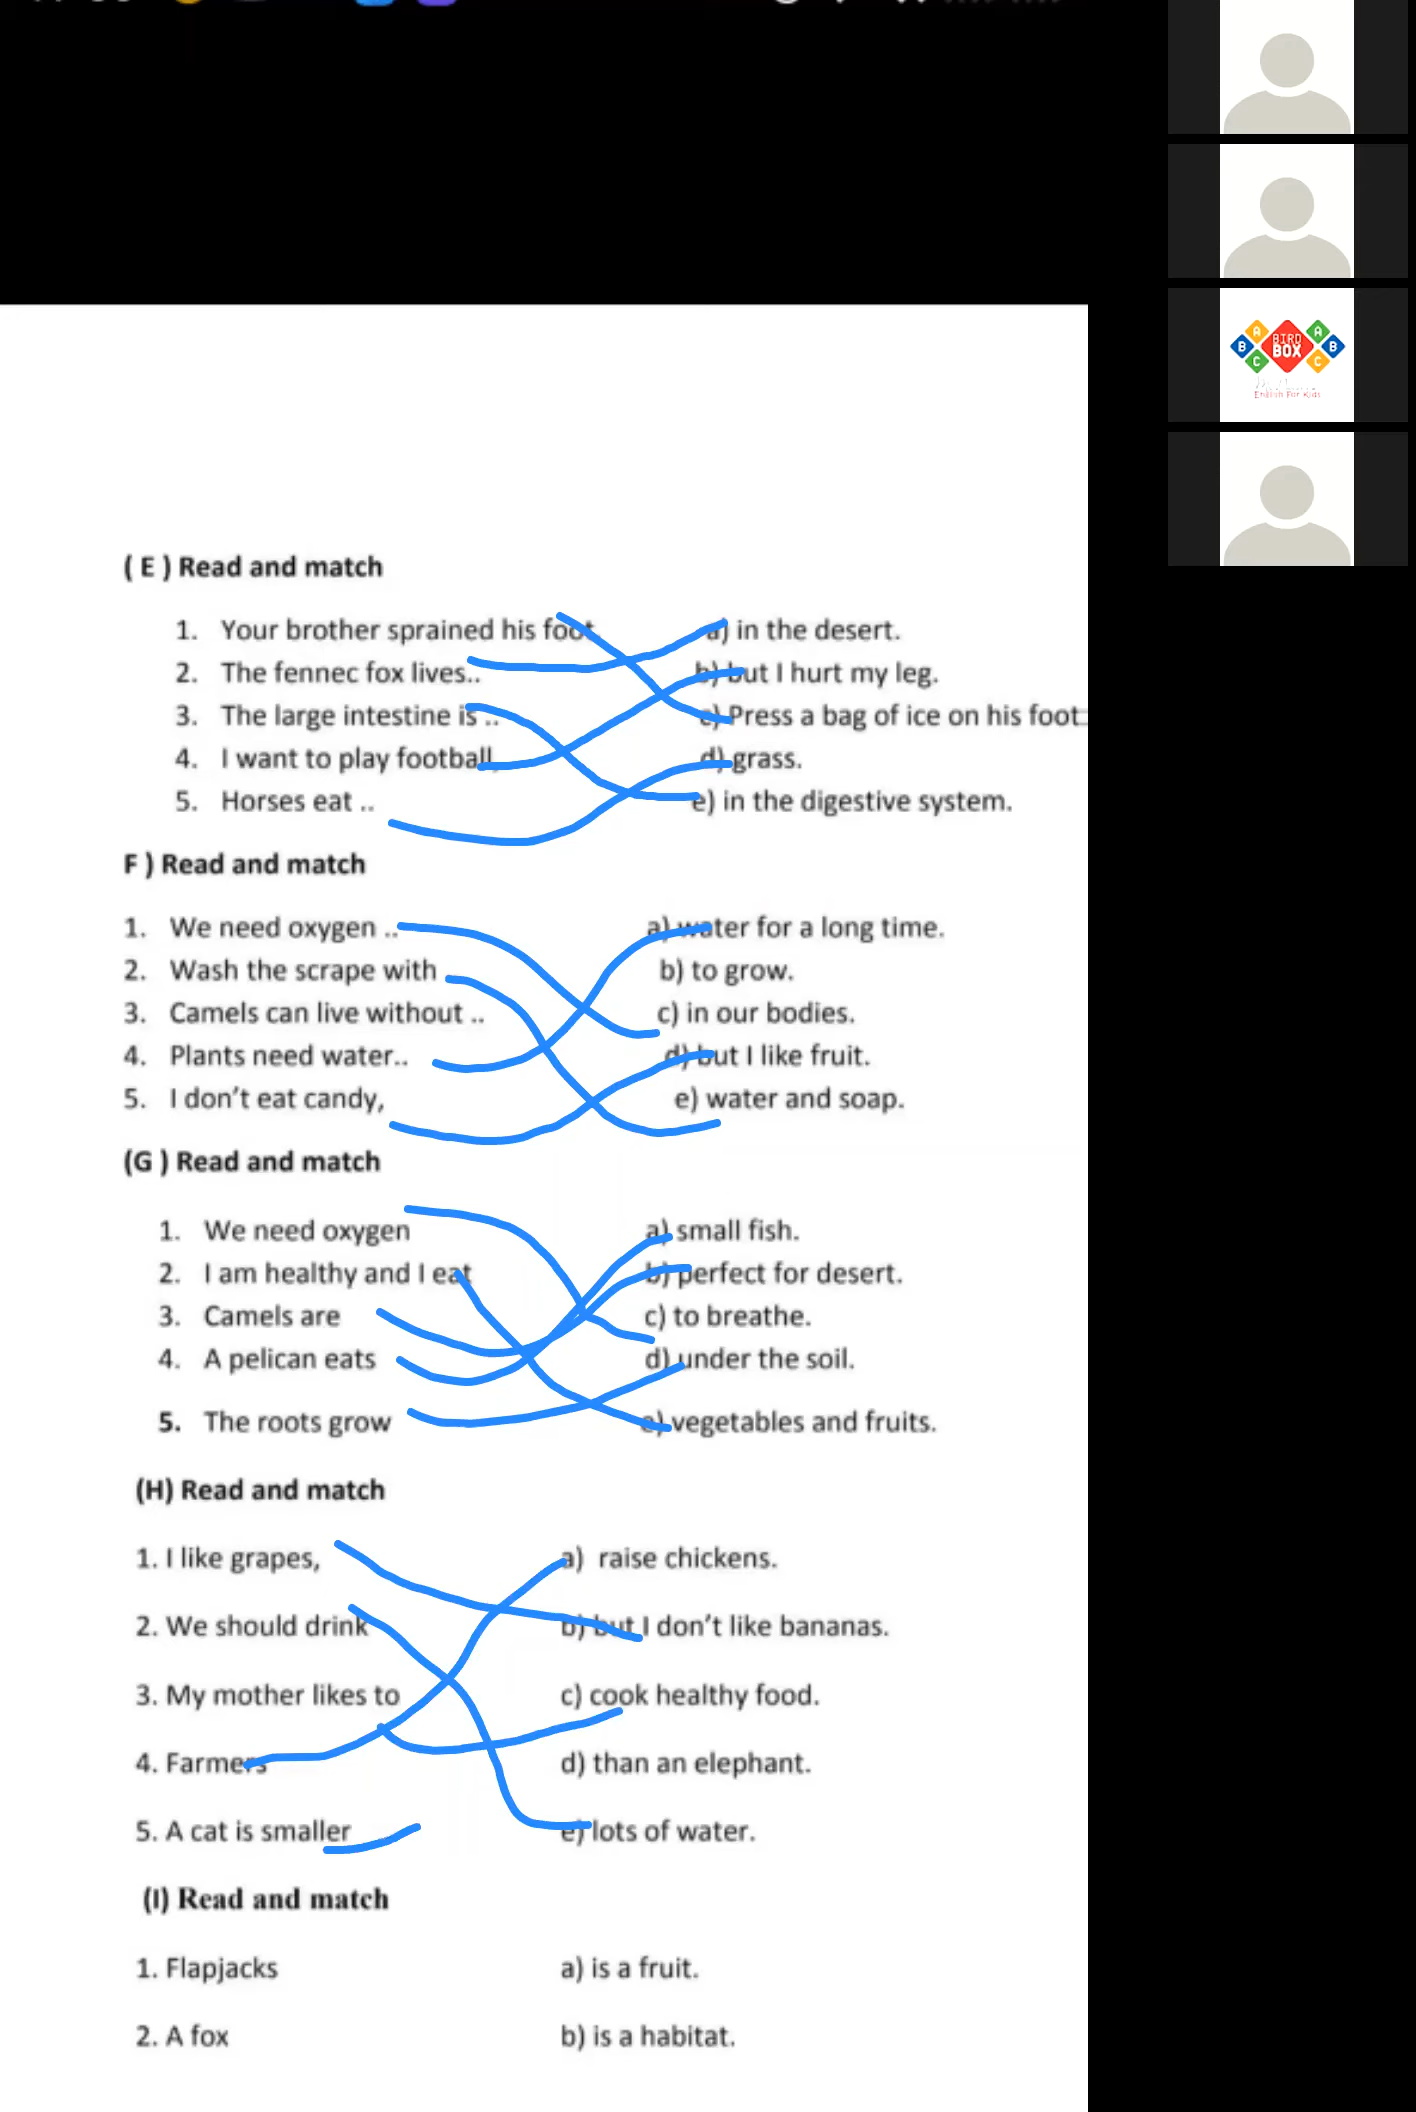 A
B
C
BIRD
BOX
A
B
C
English For Kids
( E ) Read and match
1. Your brother sprained his foot.
a) in the desert.
2. The fennec fox lives..
b) but I hurt my leg.
3. The large intestine is ..
c) Press a bag of ice on his foot
4. I want to play football,
d) grass.
5. Horses eat ..
e) in the digestive system.
F ) Read and match
1. We need oxygen ..
a) water for a long time.
2. Wash the scrape with
b) to grow.
3. Camels can live without ..
c) in our bodies.
4. Plants need water..
d) but I like fruit.
5. I don’t eat candy,
e) water and soap.
(G ) Read and match
1. We need oxygen
a) small fish.
2. I am healthy and I eat
b) perfect for desert.
3. Camels are
c) to breathe.
4. A pelican eats
d) under the soil.
5. The roots grow
e) vegetables and fruits.
(H) Read and match
1. I like grapes,
a) raise chickens.
2. We should drink
b) but I don’t like bananas.
3. My mother likes to
c) cook healthy food.
4. Farmers
d) than an elephant.
5. A cat is smaller
e) lots of water.
(I) Read and match
1. Flapjacks
a) is a fruit.
2. A fox
b) is a habitat.